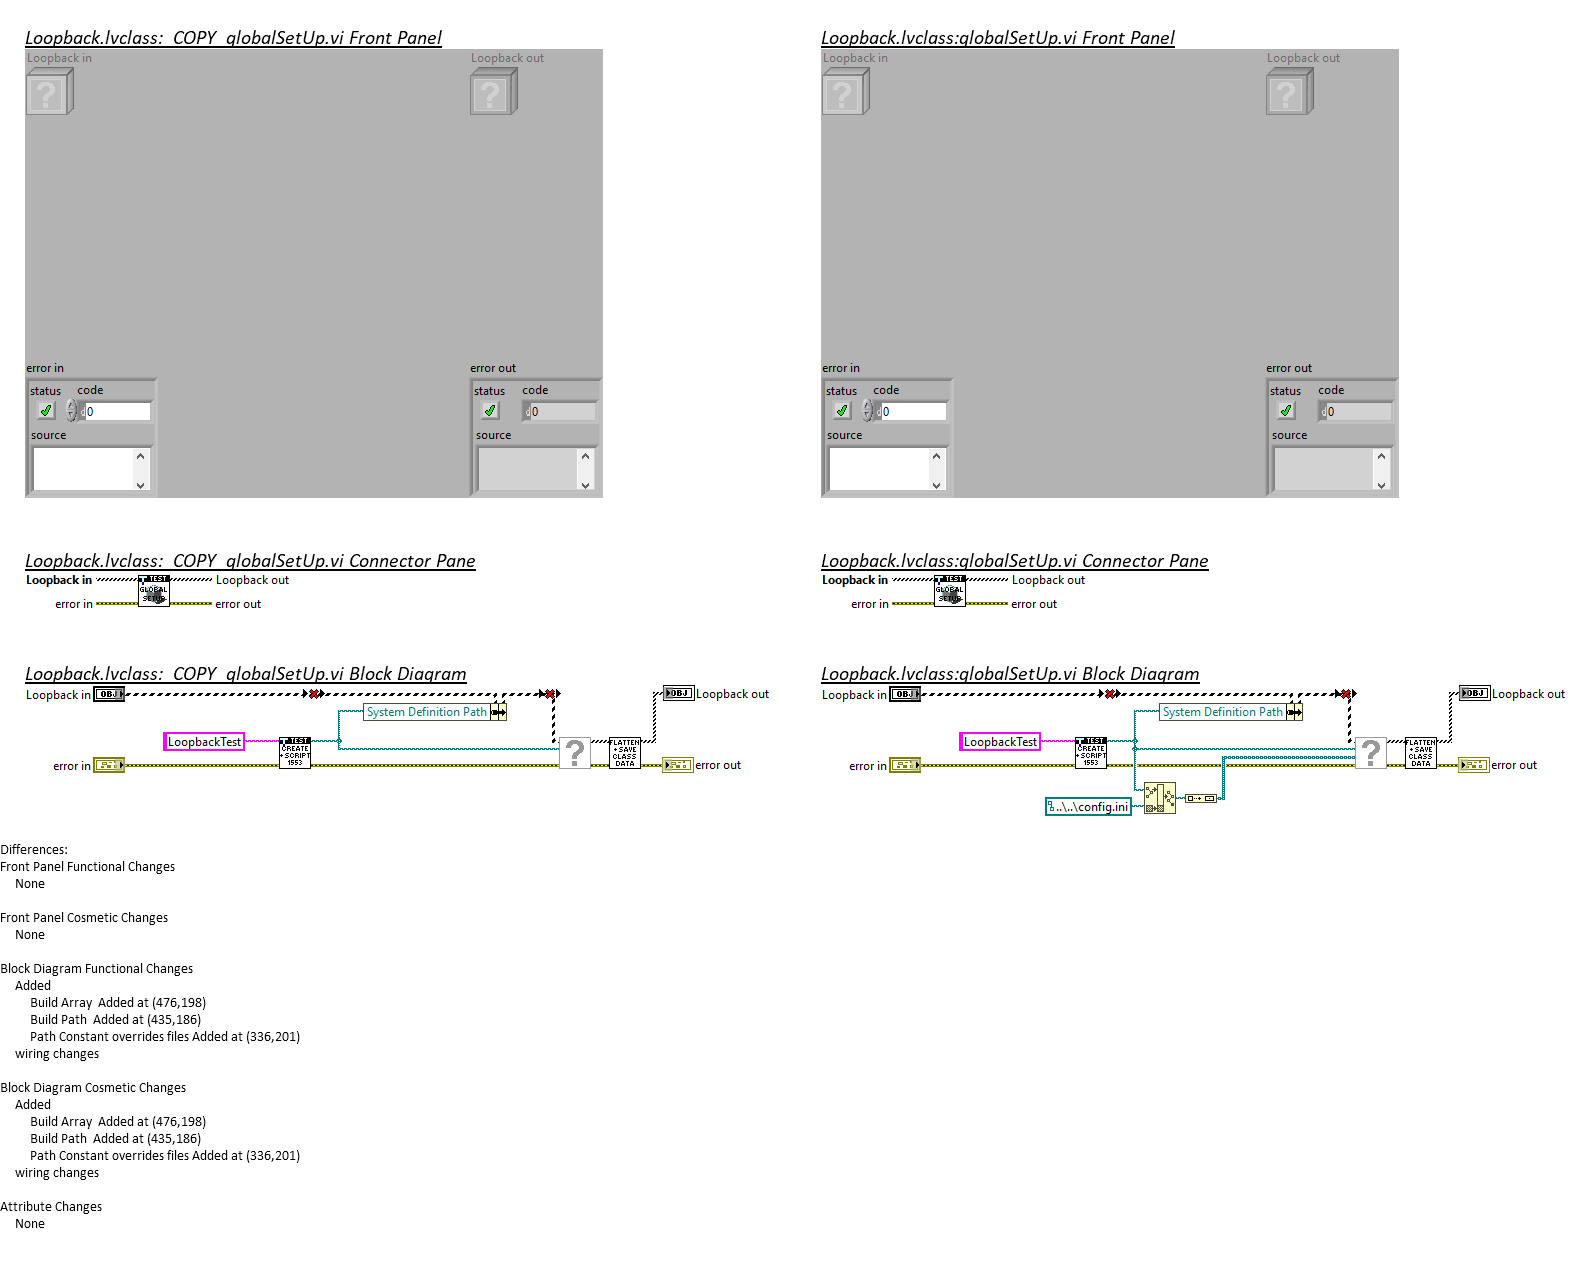 Loopback.lvclass:  COPY  globalSetUp.vi Front Panel
Loopback in
Loopback out
?
?
error in
status
code
d0
source
error out
status
code
d0
source
Loopback.lvclass:globalSetUp.vi Front Panel
Loopback in
Loopback out
?
?
error in
status
code
d0
source
error out
status
code
d0
source
Loopback.lvclass:  COPY  globalSetUp.vi Connector Pane
Loopback in
Loopback out
TEST
GLOBAL
SETUP
error in
error out
Loopback.lvclass:globalSetUp.vi Connector Pane
Loopback in
Loopback out
TEST
GLOBAL
SETUP
error in
error out
Loopback.lvclass:  COPY  globalSetUp.vi Block Diagram
Loopback in
OBJ
OBJ
Loopback out
System Definition Path
LoopbackTest
TEST
CREATE
+SCRIPT
1553
?
FLATTEN
+ SAVE
CLASS
DATA
error in
error out
Loopback.lvclass:globalSetUp.vi Block Diagram
Loopback in
OBJ
OBJ
Loopback out
System Definition Path
LoopbackTest
TEST
CREATE
+SCRIPT
1553
?
FLATTEN
+ SAVE
CLASS
DATA
error in
error out
..\..\config.ini
Differences:
Front Panel Functional Changes
None
Front Panel Cosmetic Changes
None
Block Diagram Functional Changes
Added
Build Array  Added at (476,198)
Build Path  Added at (435,186)
Path Constant overrides files Added at (336,201)
wiring changes
Block Diagram Cosmetic Changes
Added
Build Array  Added at (476,198)
Build Path  Added at (435,186)
Path Constant overrides files Added at (336,201)
wiring changes
Attribute Changes
None